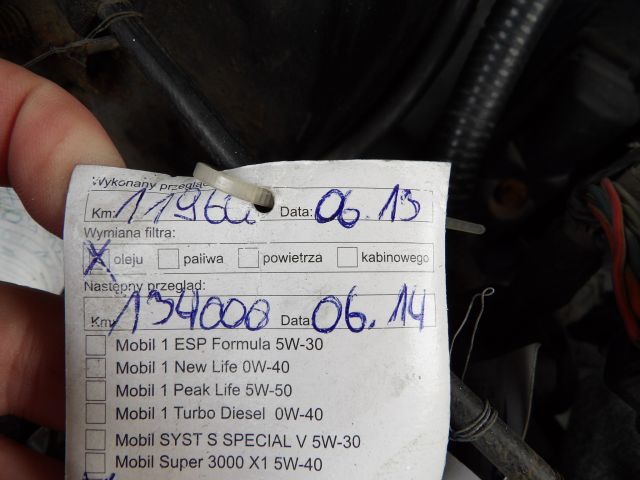 Wykonany przegląd:
Km: Data: 06.13
Wymiana filtra:
X oleju paliwa powietrza kabinowego
Następny przegląd:
Km 134000 Data 06.14
Mobil 1 ESP Formula 5W-30
Mobil 1 New Life 0W-40
Mobil 1 Peak Life 5W-50
Mobil 1 Turbo Diesel 0W-40
Mobil SYST S SPECIAL V 5W-30
Mobil Super 3000 X1 5W-40